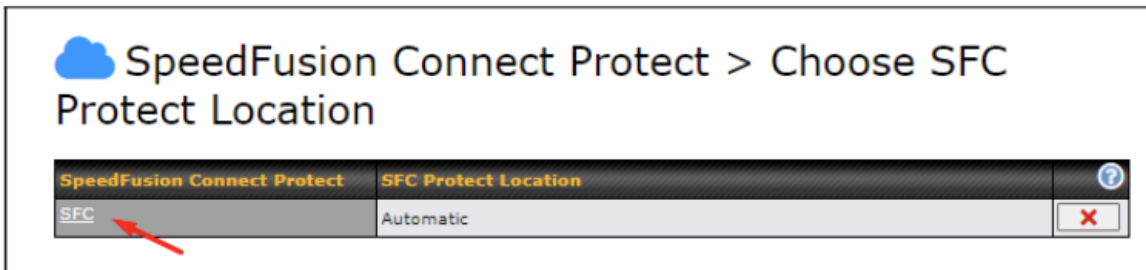 SpeedFusion Connect Protect > Choose SFC
Protect Location
SpeedFusion Connect Protect SFC Protect Location ?
SFC Automatic